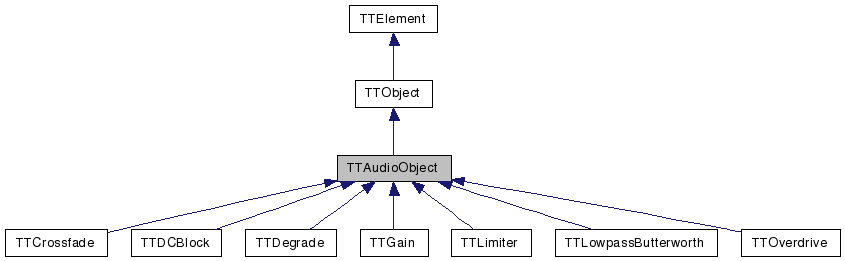 TTElement
TTObject
TTAudioObject
TTCrossfade
TTDCBlock
TTDegrade
TTGain
TTLimiter
TTLowpassButterworth
TTOverdrive